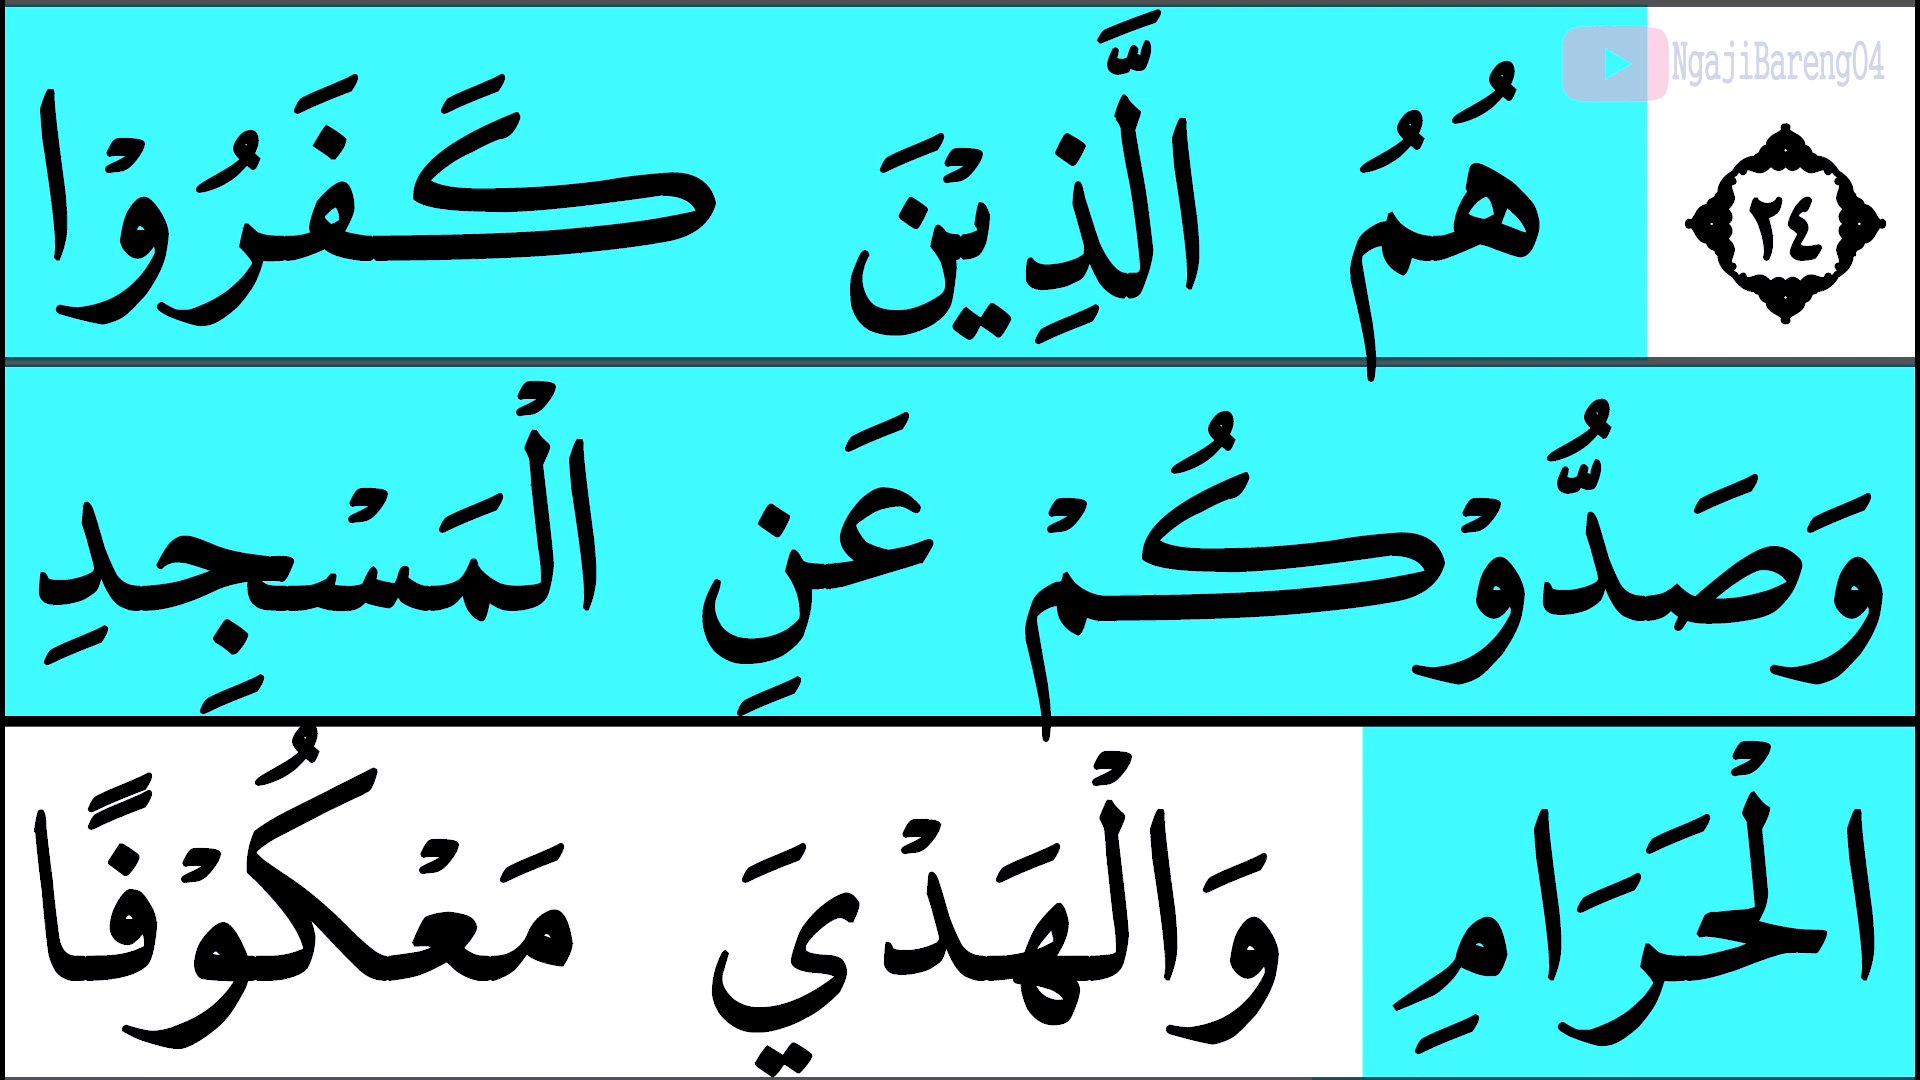 NgajiBareng04
٢٤ هُمُ الَّذِيْنَ كَفَرُوْا
وَصَدُّوْكُمْ عَنِ الْمَسْجِدِ
الْحَرَامِ وَالْهَدْيَ مَعْكُوْفًا